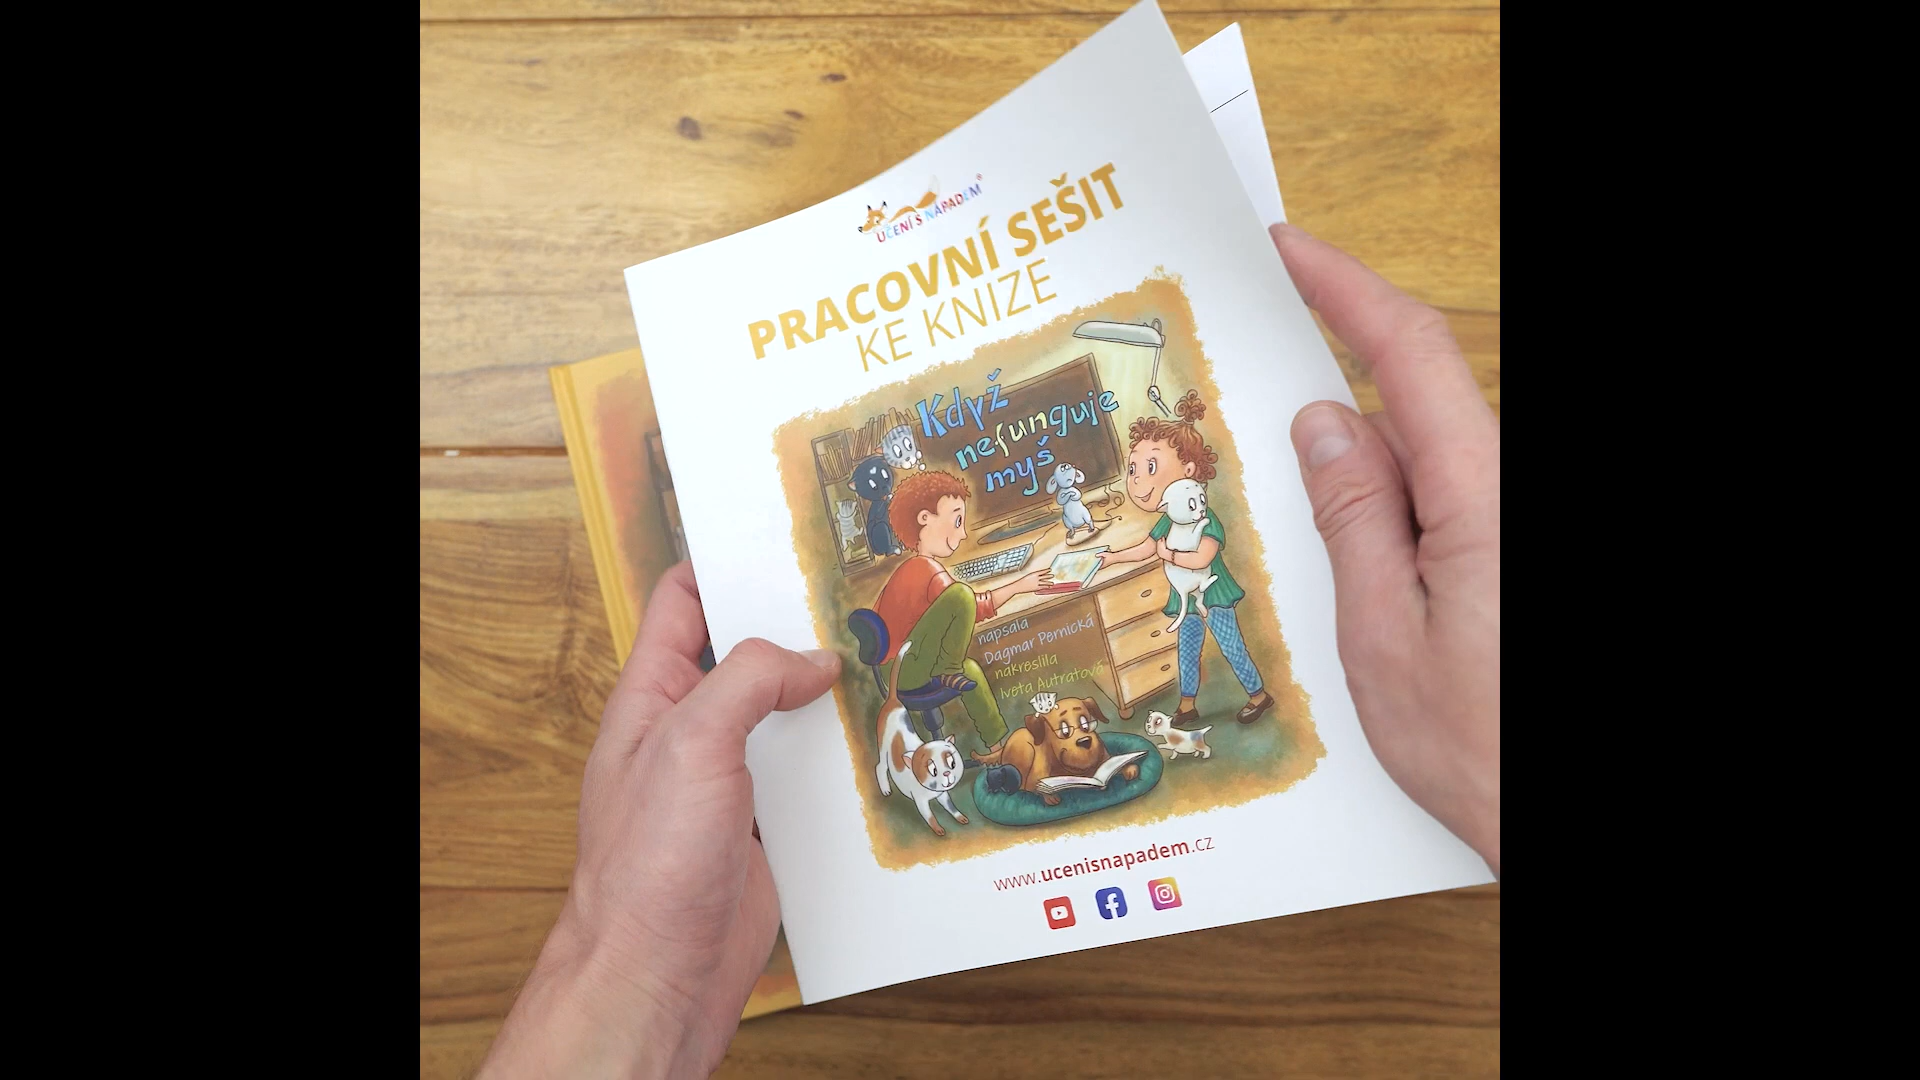 UČENÍ S NÁPADEM®
PRACOVNÍ SEŠIT
KE KNIZE
Když
nefunguje
myš
napsala
Dagmar Pernická
nakreslila
Iveta Autratová
www.ucenisnapadem.cz